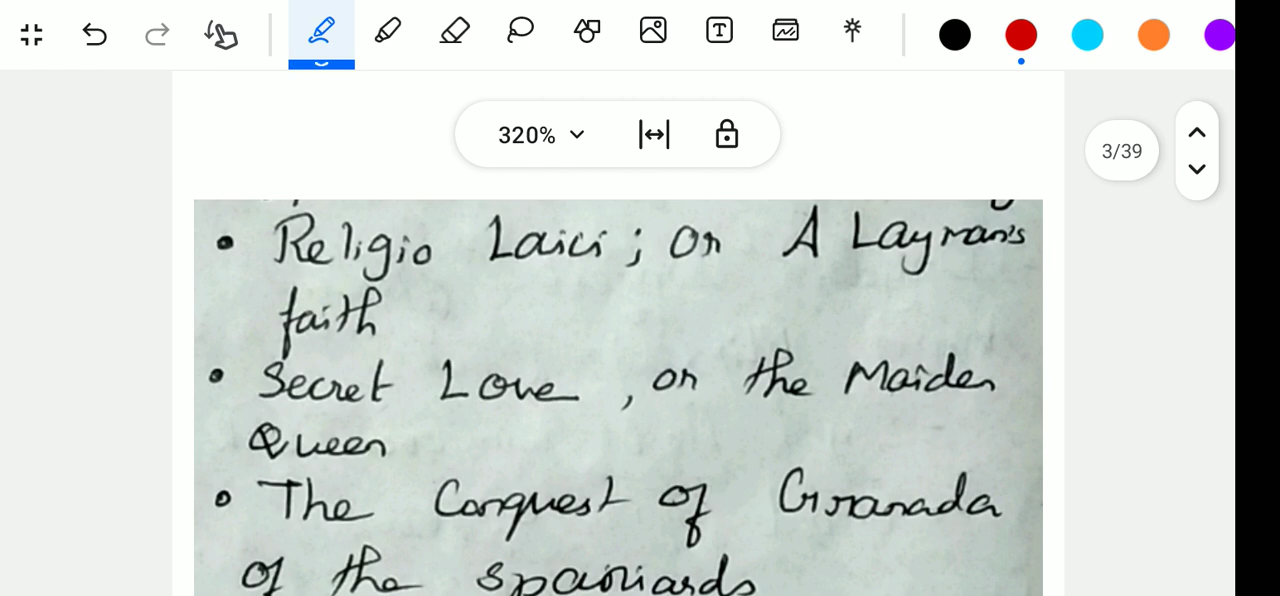 320%
3/39
• Religio Laici; or A Layman's
faith
• Secret Love, or the Maiden
Queen
• The Conquest of Granada
of the spaniards